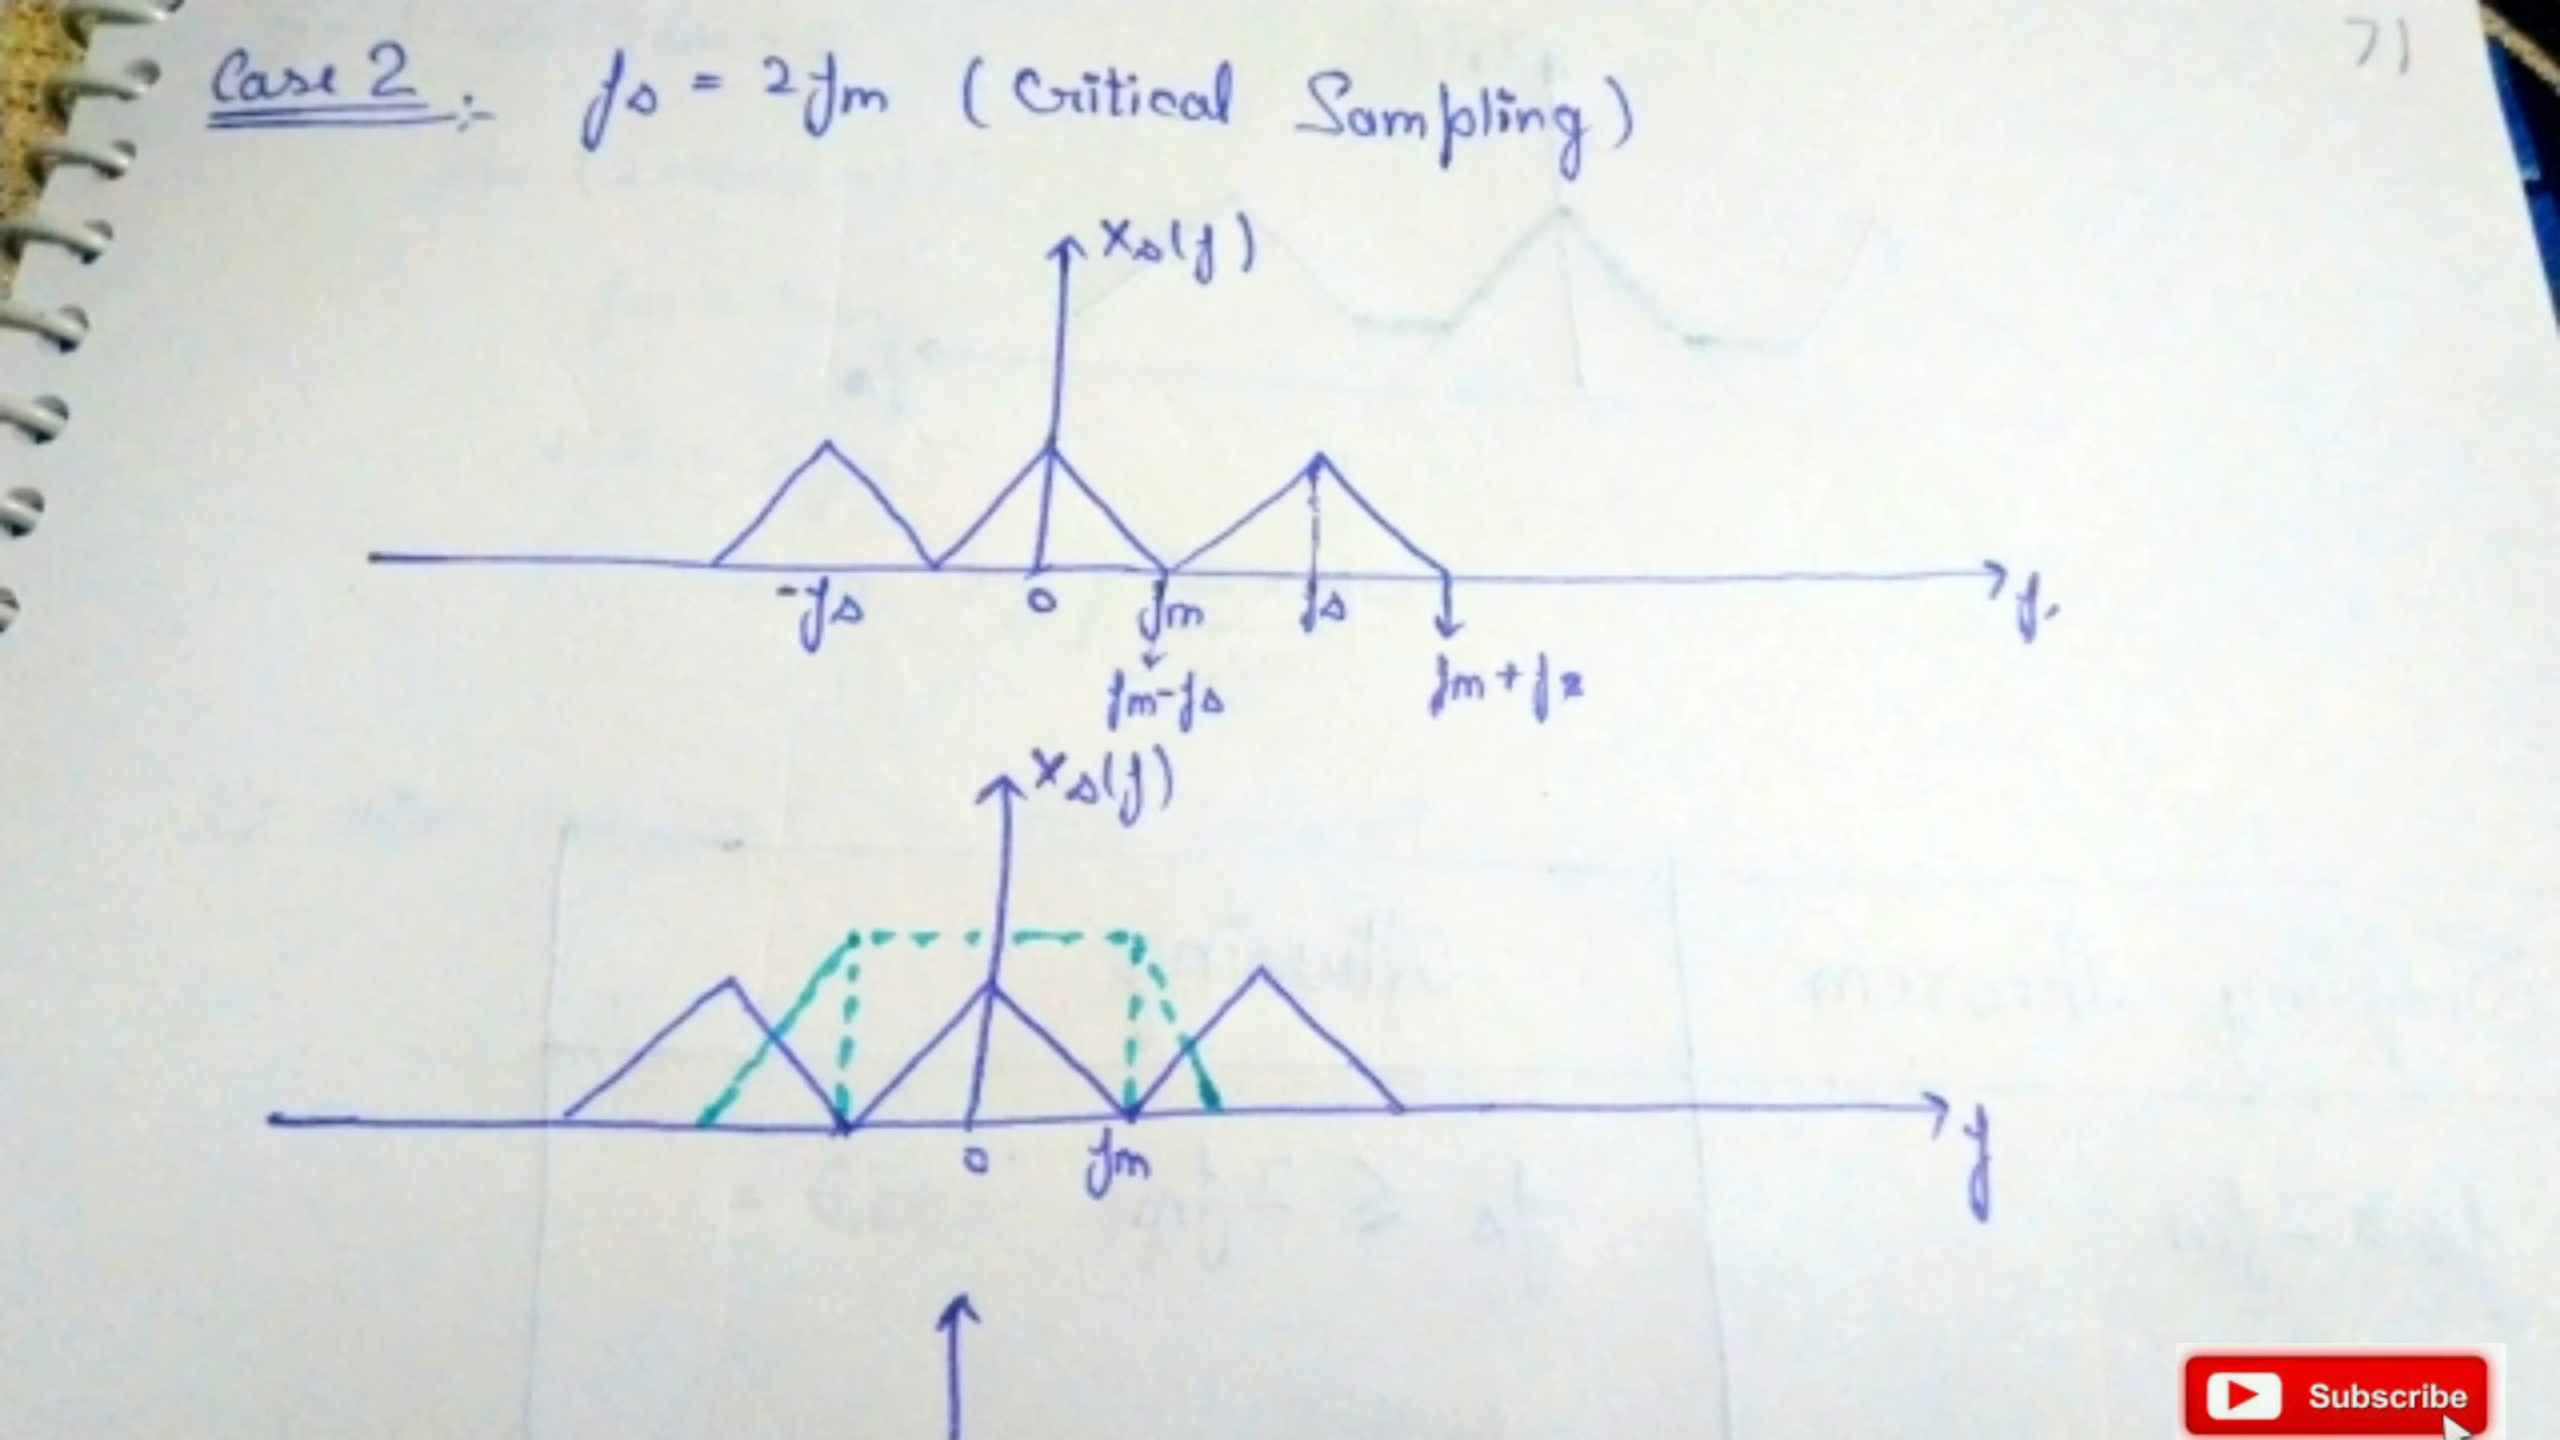 71
Case 2 :- fs = 2fm (Critical Sampling)
Xs(f)
-fs 0 fm fs f.
fm-fs fm+fs
Xs(f)
0 fm f
Subscribe